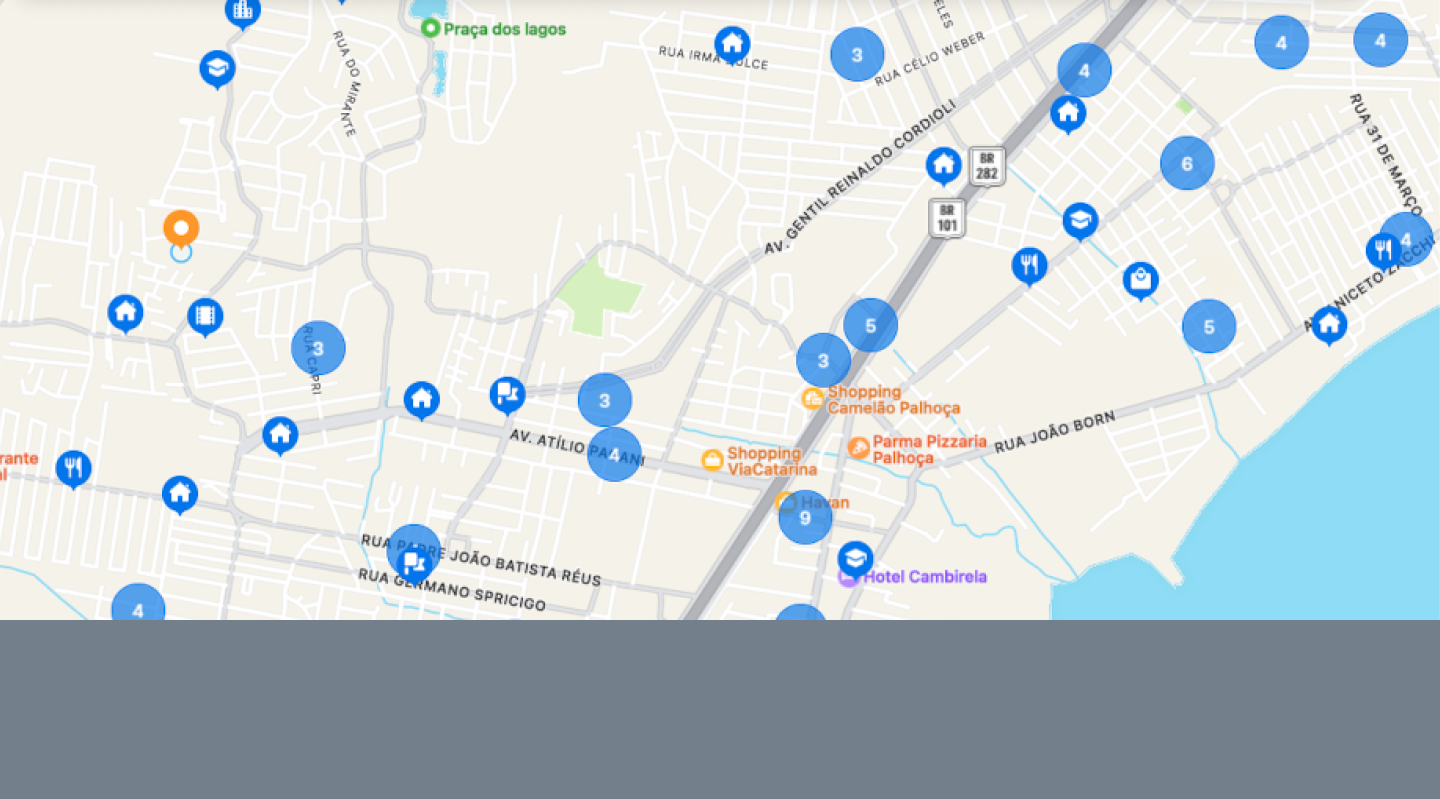 Praça dos lagos
RUA DO MIRANTE
RUA IRMÃ DULCE
3
RUA CÉLIO WEBER
4
4
4
RUA 31 DE MARÇO
AV. GENTIL REINALDO CORDIOLI
BR
282
BR
101
6
4
5
5
3
3
RUA CAPRI
Shopping
Camelão Palhoça
3
AV. ATÍLIO PAGANI
4
Shopping
ViaCatarina
Parma Pizzaria
Palhoça
RUA JOÃO BORN
rante
al
Havan
9
RUA PADRE JOÃO BATISTA RÉUS
RUA GERMANO SPRICIGO
Hotel Cambirela
4